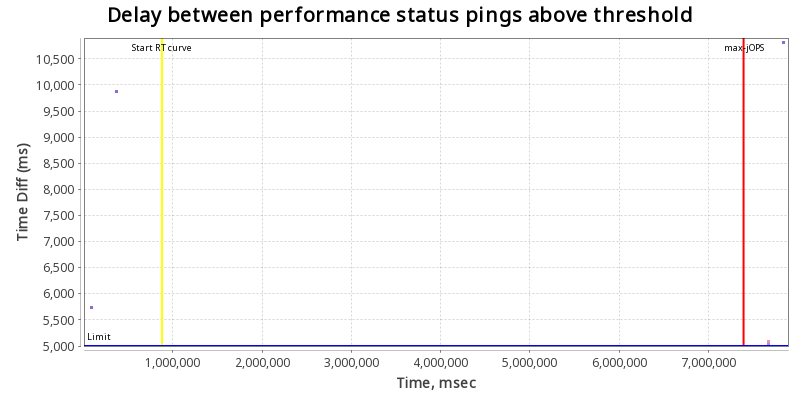 Delay between performance status pings above threshold
Start RT curve
max-jOPS
10,500
10,000
9,500
9,000
8,500
8,000
7,500
7,000
6,500
6,000
5,500
5,000
Time Diff (ms)
Limit
1,000,000 2,000,000 3,000,000 4,000,000 5,000,000 6,000,000 7,000,000
Time, msec